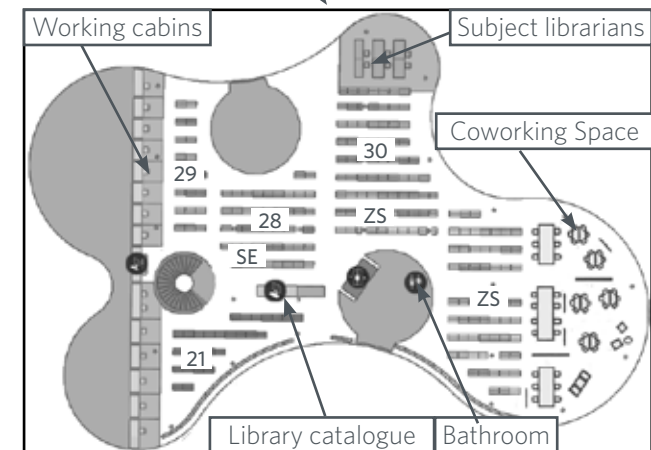 Working cabins
Subject librarians
Coworking Space
30
29
28
ZS
SE
ZS
21
Library catalogue
Bathroom